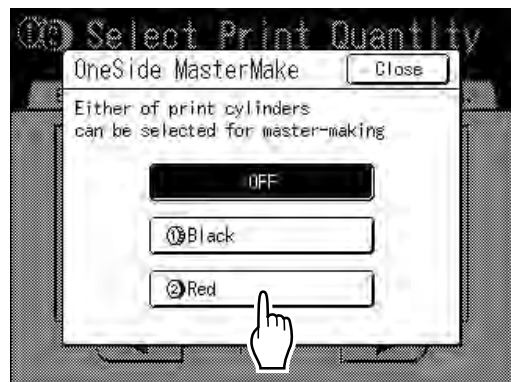 ①② Select Print Quantity
OneSide MasterMake Close
Either of print cylinders
can be selected for master-making
OFF
①Black
②Red